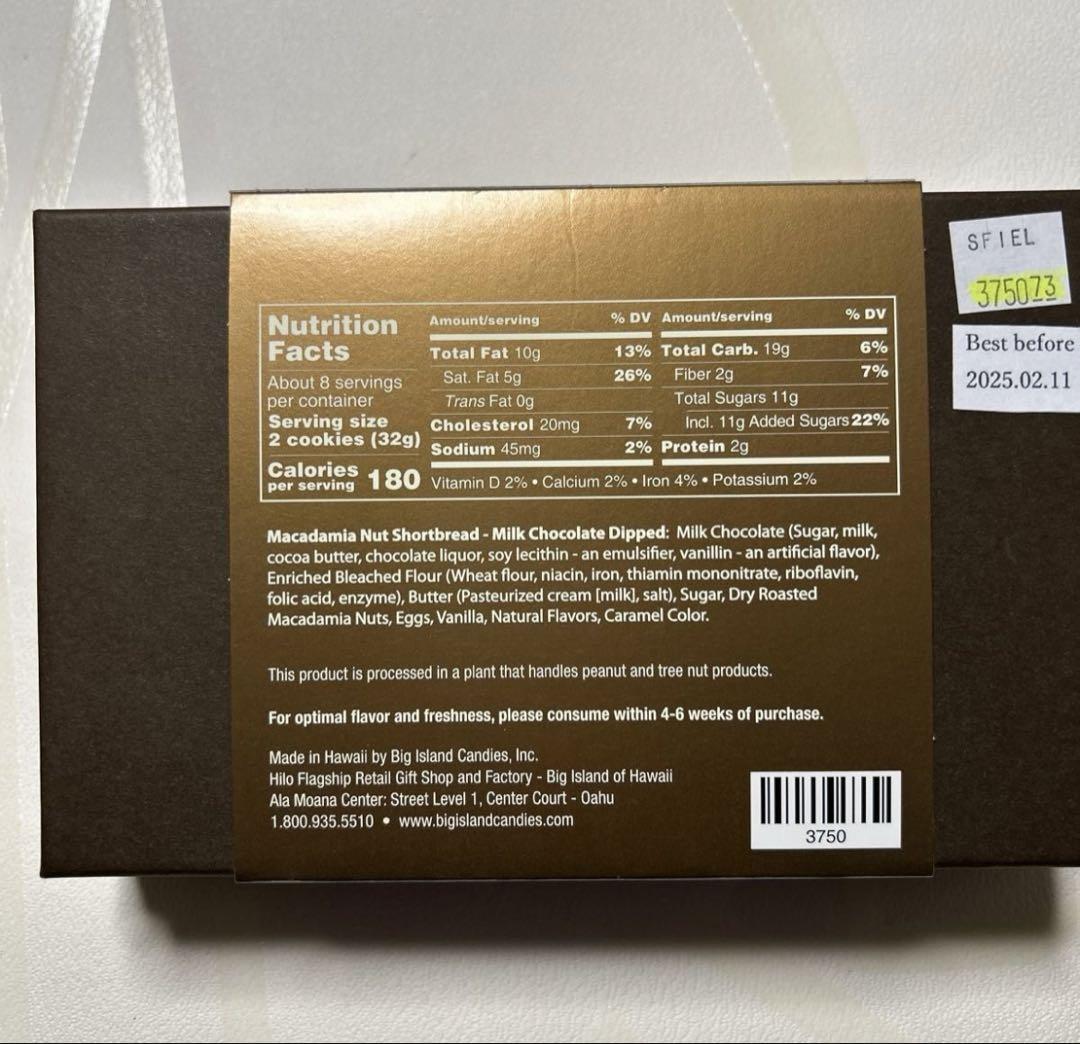 Nutrition
Facts
About 8 servings
per container
Serving size
2 cookies (32g)
Calories
per serving 180
Amount/serving % DV
Total Fat 10g 13%
Sat. Fat 5g 26%
Trans Fat 0g
Cholesterol 20mg 7%
Sodium 45mg 2%
Amount/serving % DV
Total Carb. 19g 6%
Fiber 2g 7%
Total Sugars 11g
Incl. 11g Added Sugars 22%
Protein 2g
Vitamin D 2% • Calcium 2% • Iron 4% • Potassium 2%
Macadamia Nut Shortbread - Milk Chocolate Dipped: Milk Chocolate (Sugar, milk,
cocoa butter, chocolate liquor, soy lecithin - an emulsifier, vanillin - an artificial flavor),
Enriched Bleached Flour (Wheat flour, niacin, iron, thiamin mononitrate, riboflavin,
folic acid, enzyme), Butter (Pasteurized cream [milk], salt), Sugar, Dry Roasted
Macadamia Nuts, Eggs, Vanilla, Natural Flavors, Caramel Color.
This product is processed in a plant that handles peanut and tree nut products.
For optimal flavor and freshness, please consume within 4-6 weeks of purchase.
Made in Hawaii by Big Island Candies, Inc.
Hilo Flagship Retail Gift Shop and Factory - Big Island of Hawaii
Ala Moana Center: Street Level 1, Center Court - Oahu
1.800.935.5510 • www.bigislandcandies.com
3750
SFIEL
375073
Best before
2025.02.11